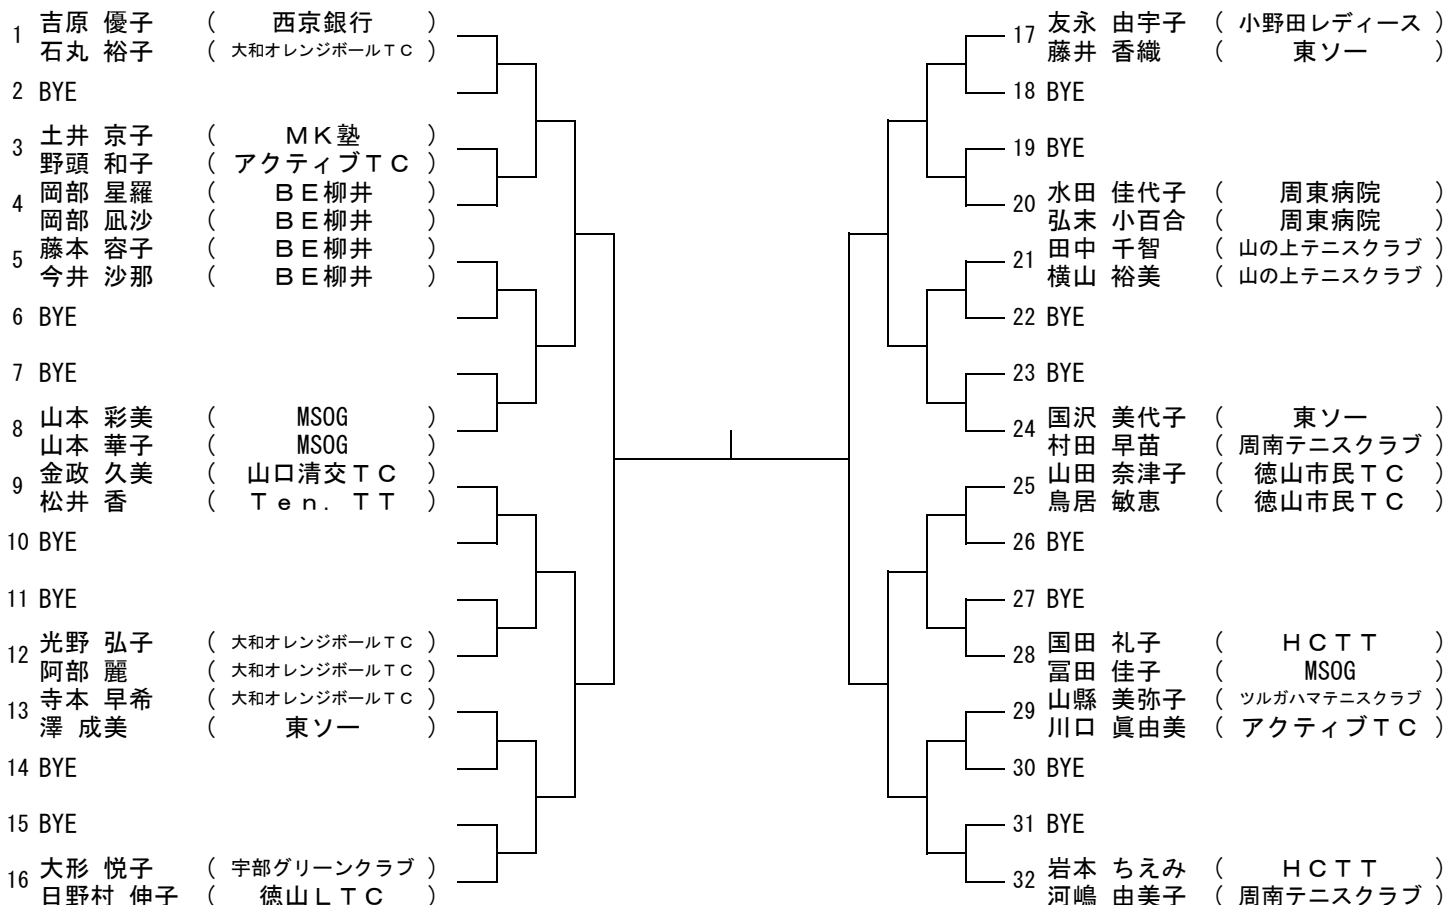 1 吉原 優子 ( 西京銀行 )
石丸 裕子 ( 大和オレンジボールTC )
2 BYE
3 土井 京子 ( MK塾 )
野頭 和子 ( アクティブTC )
4 岡部 星羅 ( BE柳井 )
岡部 凪沙 ( BE柳井 )
5 藤本 容子 ( BE柳井 )
今井 沙那 ( BE柳井 )
6 BYE
7 BYE
8 山本 彩美 ( MSOG )
山本 華子 ( MSOG )
9 金政 久美 ( 山口清交TC )
松井 香 ( Ten. TT )
10 BYE
11 BYE
12 光野 弘子 ( 大和オレンジボールTC )
阿部 麗 ( 大和オレンジボールTC )
13 寺本 早希 ( 大和オレンジボールTC )
澤 成美 ( 東ソー )
14 BYE
15 BYE
16 大形 悦子 ( 宇部グリーンクラブ )
日野村 伸子 ( 徳山LTC )
17 友永 由宇子 ( 小野田レディース )
藤井 香織 ( 東ソー )
18 BYE
19 BYE
20 水田 佳代子 ( 周東病院 )
弘末 小百合 ( 周東病院 )
21 田中 千智 ( 山の上テニスクラブ )
横山 裕美 ( 山の上テニスクラブ )
22 BYE
23 BYE
24 国沢 美代子 ( 東ソー )
村田 早苗 ( 周南テニスクラブ )
25 山田 奈津子 ( 徳山市民TC )
鳥居 敏恵 ( 徳山市民TC )
26 BYE
27 BYE
28 国田 礼子 ( HCTT )
冨田 佳子 ( MSOG )
29 山縣 美弥子 ( ツルガハマテニスクラブ )
川口 眞由美 ( アクティブTC )
30 BYE
31 BYE
32 岩本 ちえみ ( HCTT )
河嶋 由美子 ( 周南テニスクラブ )